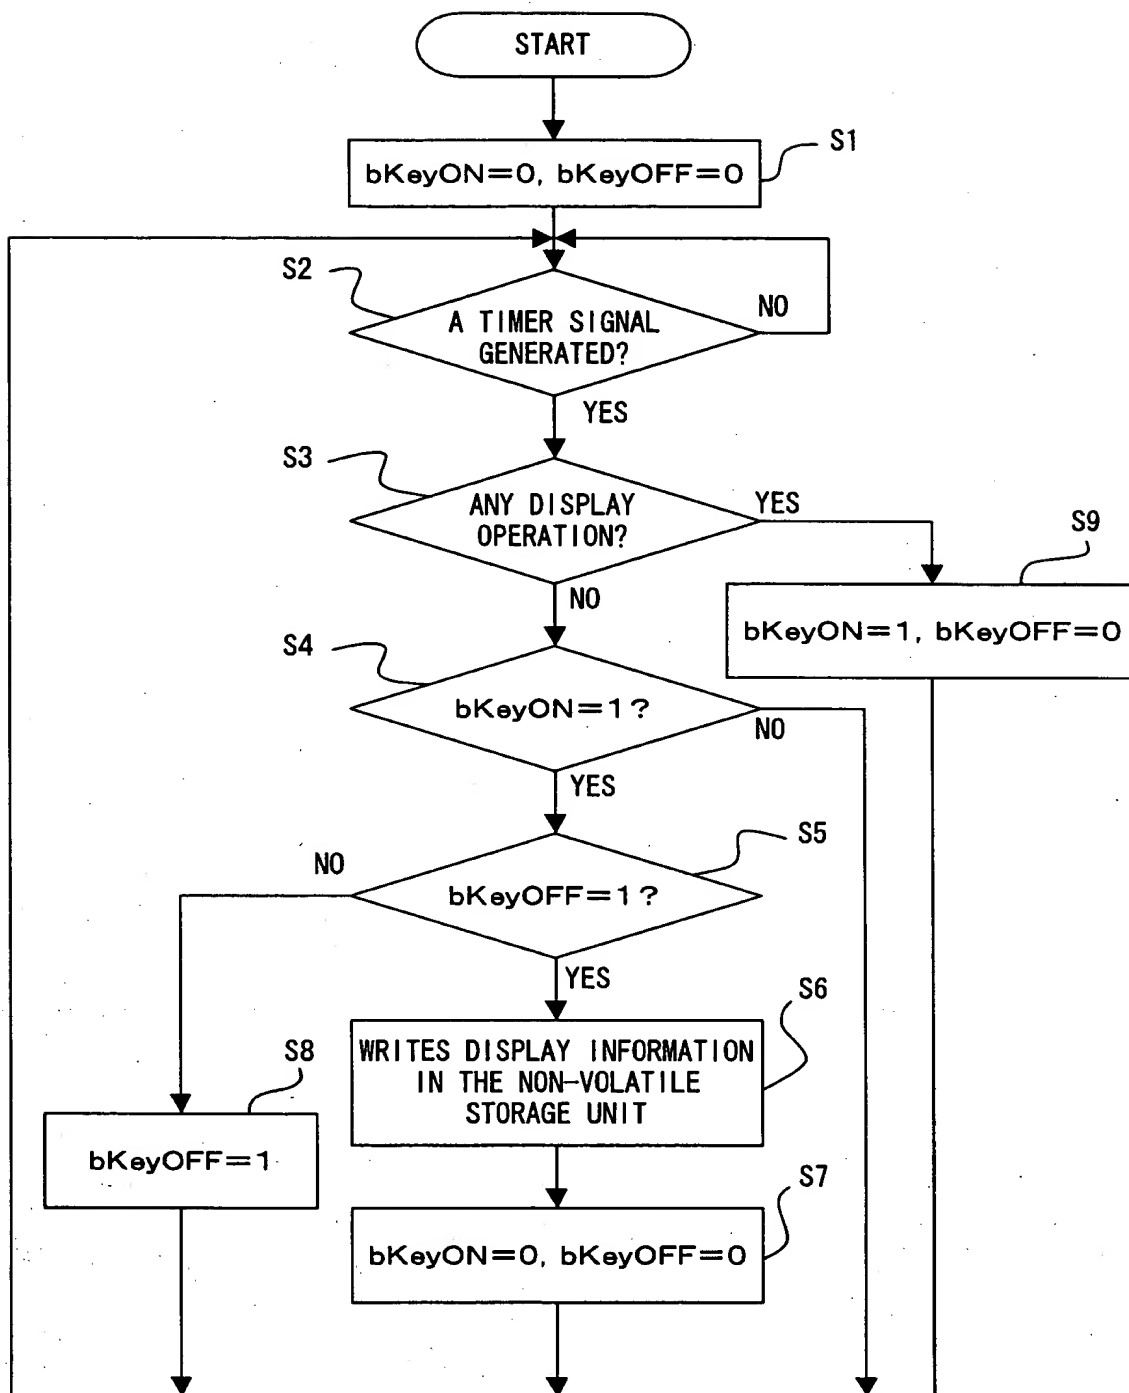 START
S1
bKeyON=0, bKeyOFF=0
S2
A TIMER SIGNAL
GENERATED?
NO
YES
S3
ANY DISPLAY
OPERATION?
YES
NO
S9
bKeyON=1, bKeyOFF=0
S4
bKeyON=1?
NO
YES
S5
bKeyOFF=1?
NO
YES
S6
WRITES DISPLAY INFORMATION
IN THE NON-VOLATILE
STORAGE UNIT
S8
bKeyOFF=1
S7
bKeyON=0, bKeyOFF=0